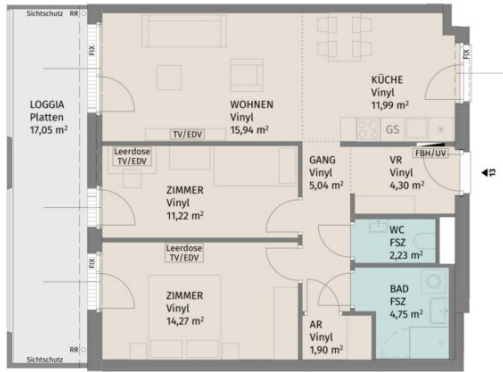 Sichtschutz RR
FIX
FIX
KÜCHE
Vinyl
11,99 m²
LOGGIA
Platten
17,05 m²
WOHNEN
Vinyl
15,94 m²
GS
TV/EDV
Leerdose
TV/EDV
FBH/UV
GANG
Vinyl
5,04 m²
VR
Vinyl
4,30 m²
13
ZIMMER
Vinyl
11,22 m²
WC
FSZ
2,23 m²
FIX
Leerdose
TV/EDV
ZIMMER
Vinyl
14,27 m²
BAD
FSZ
4,75 m²
AR
Vinyl
1,90 m²
RR
Sichtschutz